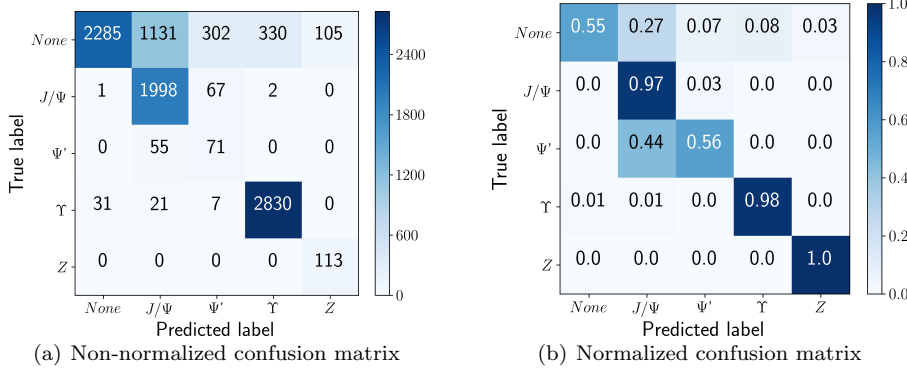 None 2285 1131 302 330 105
J/Ψ 1 1998 67 2 0
Ψ' 0 55 71 0 0
ϒ 31 21 7 2830 0
Z 0 0 0 0 113
None J/Ψ Ψ' ϒ Z
True label
Predicted label
2400
1800
1200
600
0
(a) Non-normalized confusion matrix
None 0.55 0.27 0.07 0.08 0.03
J/Ψ 0.0 0.97 0.03 0.0 0.0
Ψ' 0.0 0.44 0.56 0.0 0.0
ϒ 0.01 0.01 0.0 0.98 0.0
Z 0.0 0.0 0.0 0.0 1.0
None J/Ψ Ψ' ϒ Z
True label
Predicted label
1.0
0.8
0.6
0.4
0.2
0.0
(b) Normalized confusion matrix